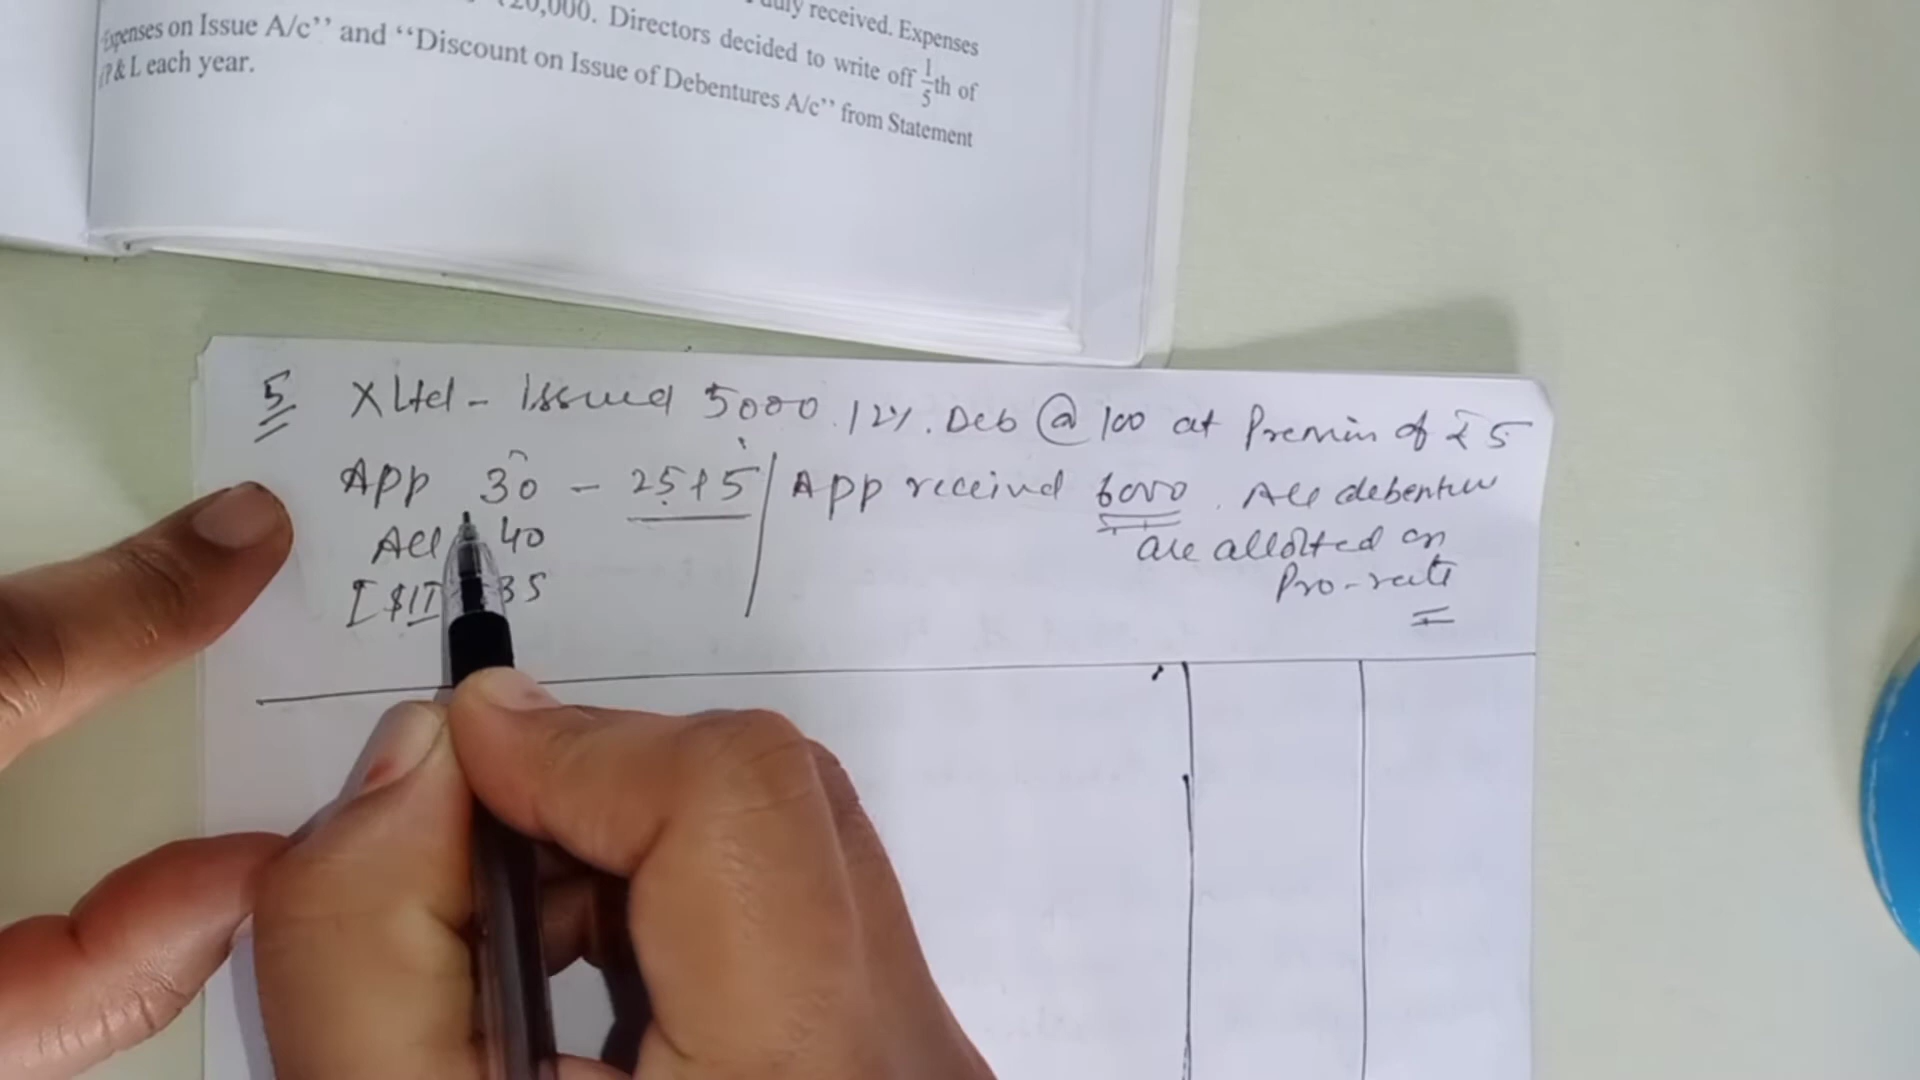 duly received. Expenses
₹20,000. Directors decided to write off 1/5th of
Expenses on Issue A/c'' and ''Discount on Issue of Debentures A/c'' from Statement
P & L each year.
5 X Ltd - Issued 5000. 12%. Deb @ 100 at Premium of ₹ 5
App 30 - 25+5 App received 6000. All debenture
All 40 are allotted on
I $ II 35 Pro-rata